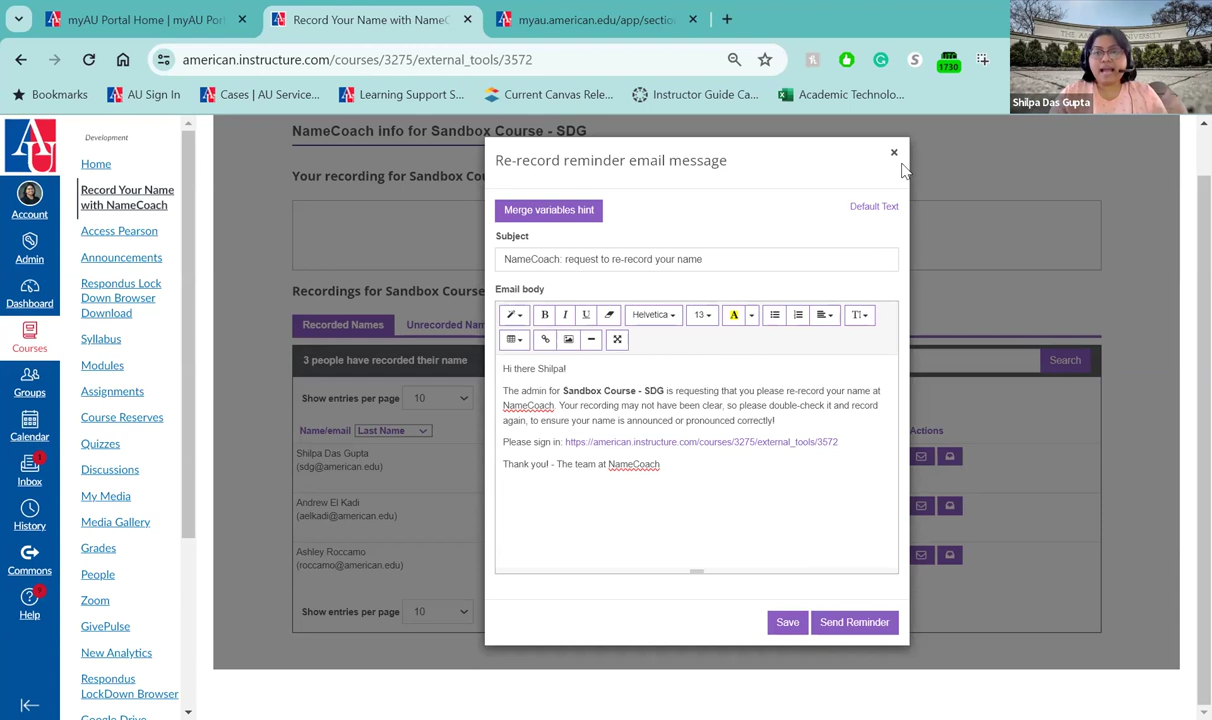 myAU Portal Home | myAU Por
Record Your Name with NameC
myau.american.edu/app/sectio
american.instructure.com/courses/3275/external_tools/3572
1730
Bookmarks
AU Sign In
Cases | AU Service...
Learning Support S...
Current Canvas Rele...
Instructor Guide Ca...
Academic Technolo...
THE AMERICAN UNIVERSITY
Shilpa Das Gupta
Account
Admin
Dashboard
Courses
Groups
Calendar
Inbox
History
Commons
Help
Development
Home
Record Your Name
with NameCoach
Access Pearson
Announcements
Respondus Lock
Down Browser
Download
Syllabus
Modules
Assignments
Course Reserves
Quizzes
Discussions
My Media
Media Gallery
Grades
People
Zoom
GivePulse
New Analytics
Respondus
LockDown Browser
Google Drive
NameCoach info for Sandbox Course - SDG
Your recording for Sandbox Cou
Recordings for Sandbox Course
Recorded Names
Unrecorded Nam
3 people have recorded their name
Search
Show entries per page
10
Name/email
Last Name
Actions
Shilpa Das Gupta
(sdg@american.edu)
Andrew El Kadi
(aelkadi@american.edu)
Ashley Roccamo
(roccamo@american.edu)
Show entries per page
10
Re-record reminder email message
×
Merge variables hint
Default Text
Subject
NameCoach: request to re-record your name
Email body
B
I
U
Helvetica
13
A
Hi there Shilpa!
The admin for Sandbox Course - SDG is requesting that you please re-record your name at
NameCoach. Your recording may not have been clear, so please double-check it and record
again, to ensure your name is announced or pronounced correctly!
Please sign in: https://american.instructure.com/courses/3275/external_tools/3572
Thank you! - The team at NameCoach
Save
Send Reminder